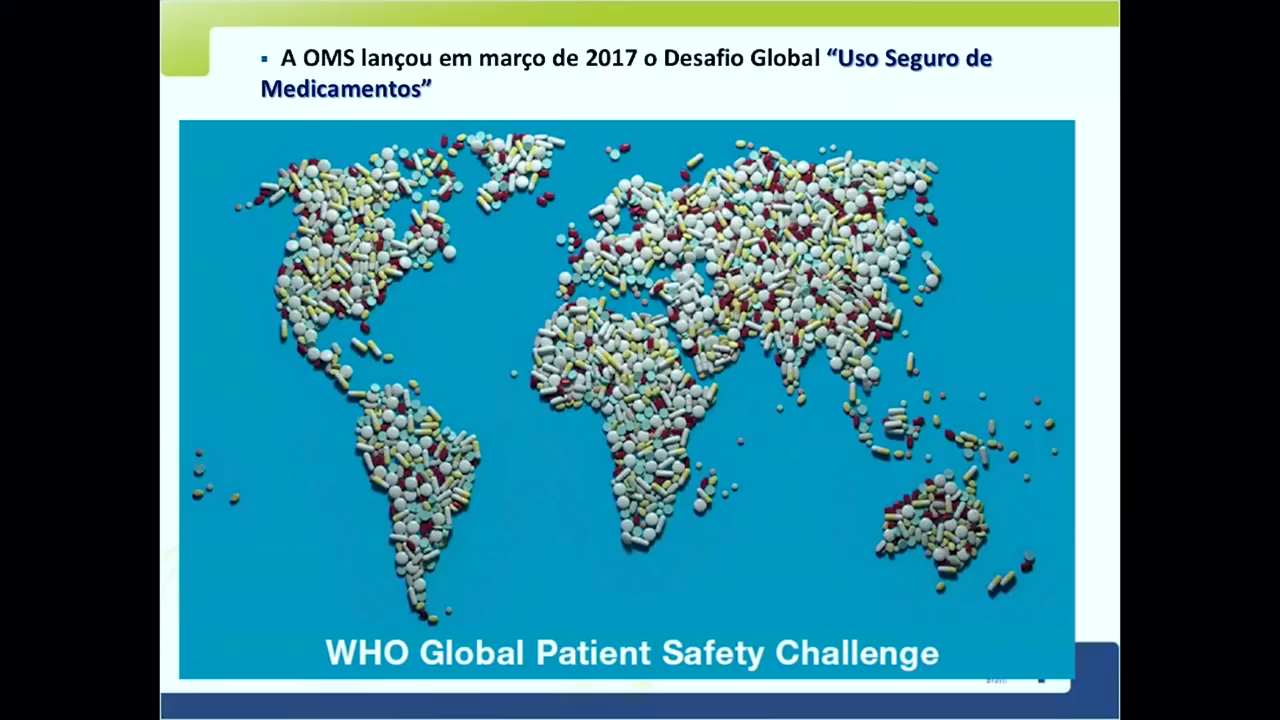 ▪ A OMS lançou em março de 2017 o Desafio Global “Uso Seguro de
Medicamentos”
WHO Global Patient Safety Challenge